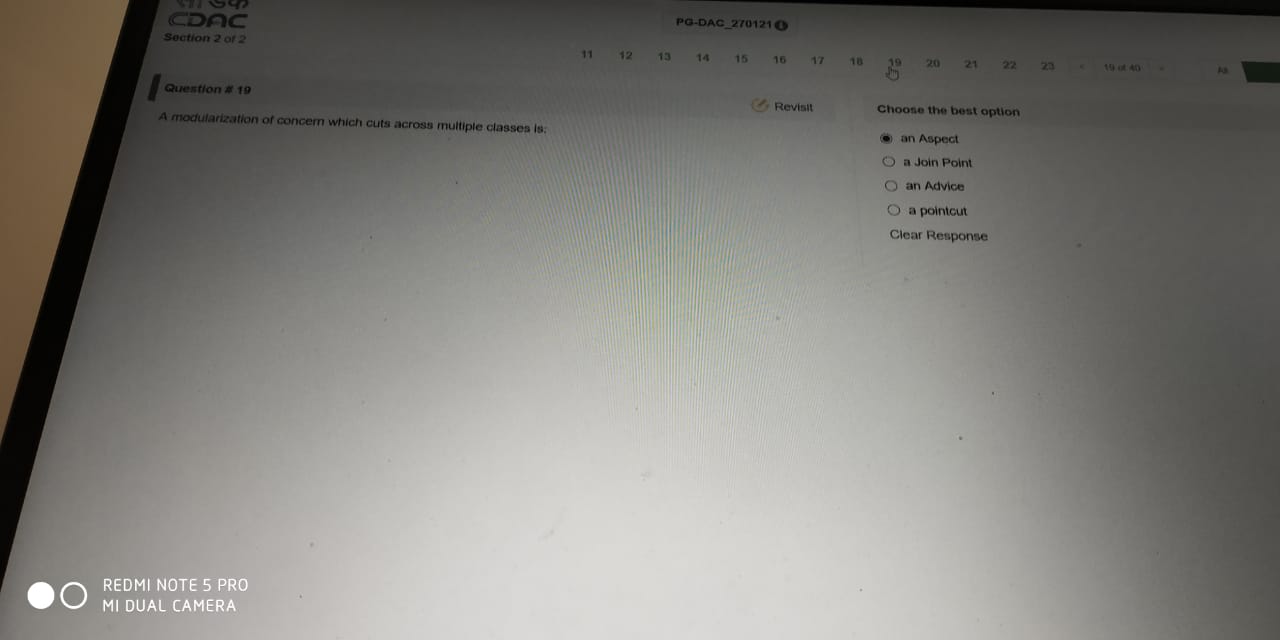 CDAC
Section 2 of 2
PG-DAC_270121
11 12 13 14 15 16 17 18 19 20 21 22 23 < 19 of 40 > All
Question # 19
Revisit
A modularization of concern which cuts across multiple classes is:
Choose the best option
an Aspect
a Join Point
an Advice
a pointcut
Clear Response
REDMI NOTE 5 PRO
MI DUAL CAMERA